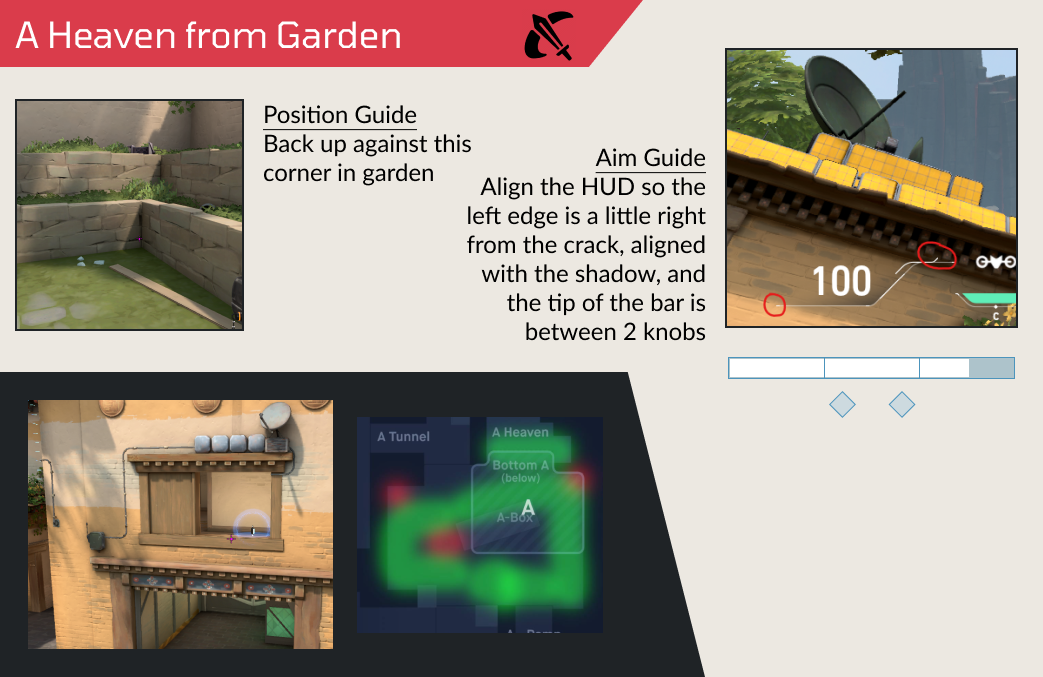 A Heaven from Garden
Position Guide
Back up against this
corner in garden
Aim Guide
Align the HUD so the
left edge is a little right
from the crack, aligned
with the shadow, and
the tip of the bar is
between 2 knobs
100
C
A Tunnel
A Heaven
Bottom A
(below)
A
A-Box